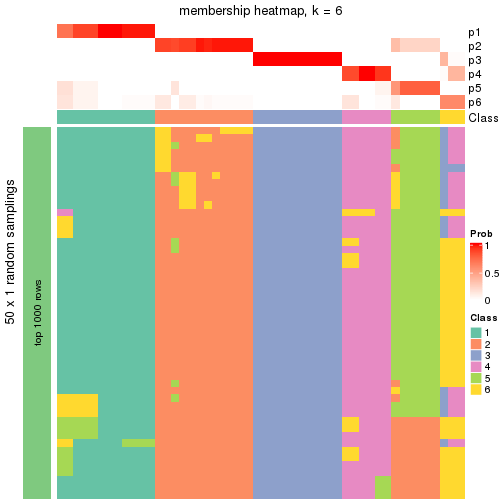 membership heatmap, k = 6
p1
p2
p3
p4
p5
p6
Class
50 x 1 random samplings
top 1000 rows
Prob
1
0.5
0
Class
1
2
3
4
5
6